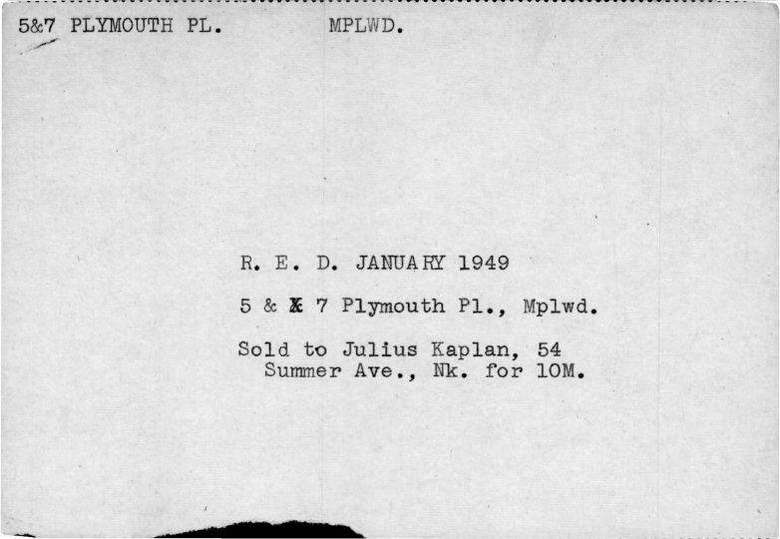 5&7 PLYMOUTH PL. MPLWD.
R. E. D. JANUARY 1949
5 & 7 Plymouth Pl., Mplwd.
Sold to Julius Kaplan, 54
Summer Ave., Nk. for 10M.